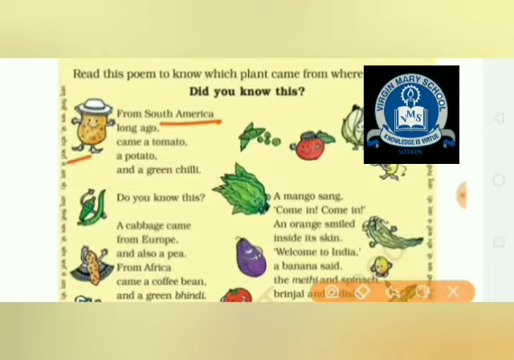 Read this poem to know which plant came from where
Did you know this?
From South America
long ago,
came a tomato,
a potato,
and a green chilli.
Do you know this?
A cabbage came
from Europe,
and also a pea.
From Africa
came a coffee bean,
and a green bhindi.
A mango sang,
'Come in! Come in!'
An orange smiled
inside its skin.
'Welcome to India,'
a banana said.
the methi and spinach,
brinjal and
VIRGIN MARY SCHOOL
VMS
KNOWLEDGE IS VIRTUE
UJJAIN